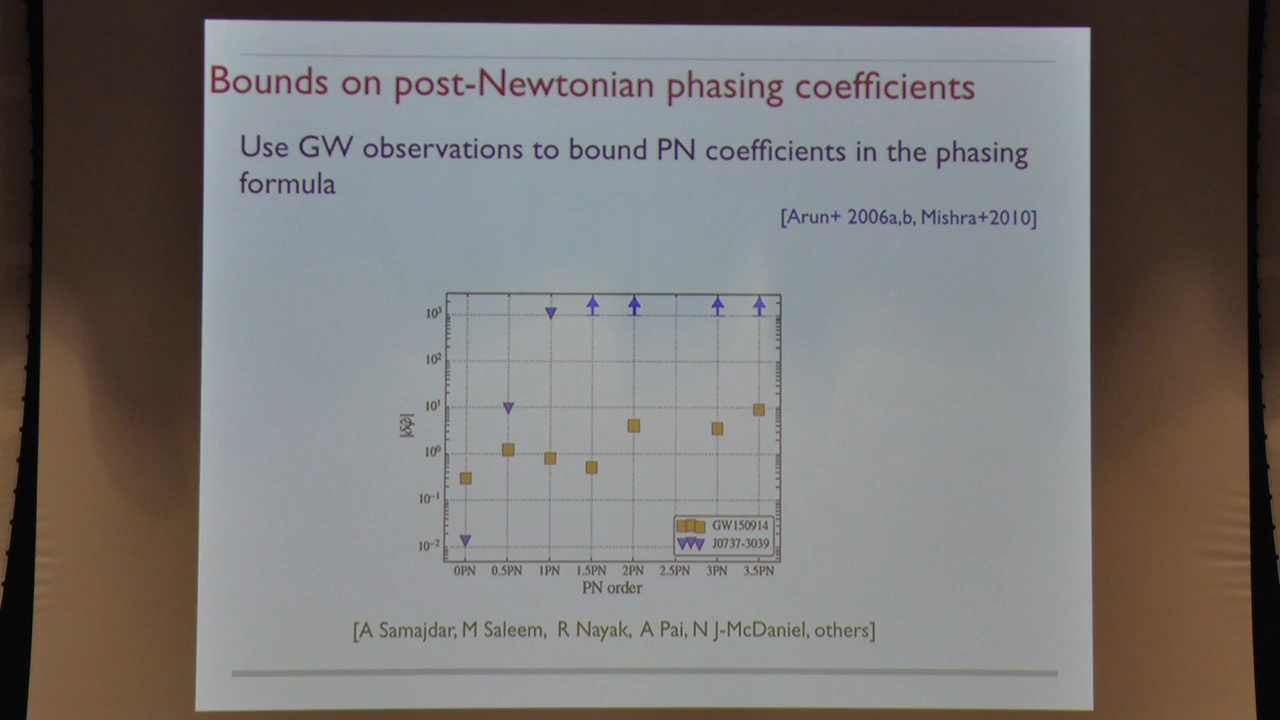 Bounds on post-Newtonian phasing coefficients
Use GW observations to bound PN coefficients in the phasing
formula
[Arun+ 2006a,b, Mishra+2010]
10³
10²
10¹
10⁰
10⁻¹
10⁻²
|δφ̂|
GW150914
J0737-3039
0PN 0.5PN 1PN 1.5PN 2PN 2.5PN 3PN 3.5PN
PN order
[A Samajdar, M Saleem, R Nayak, A Pai, N J-McDaniel, others]